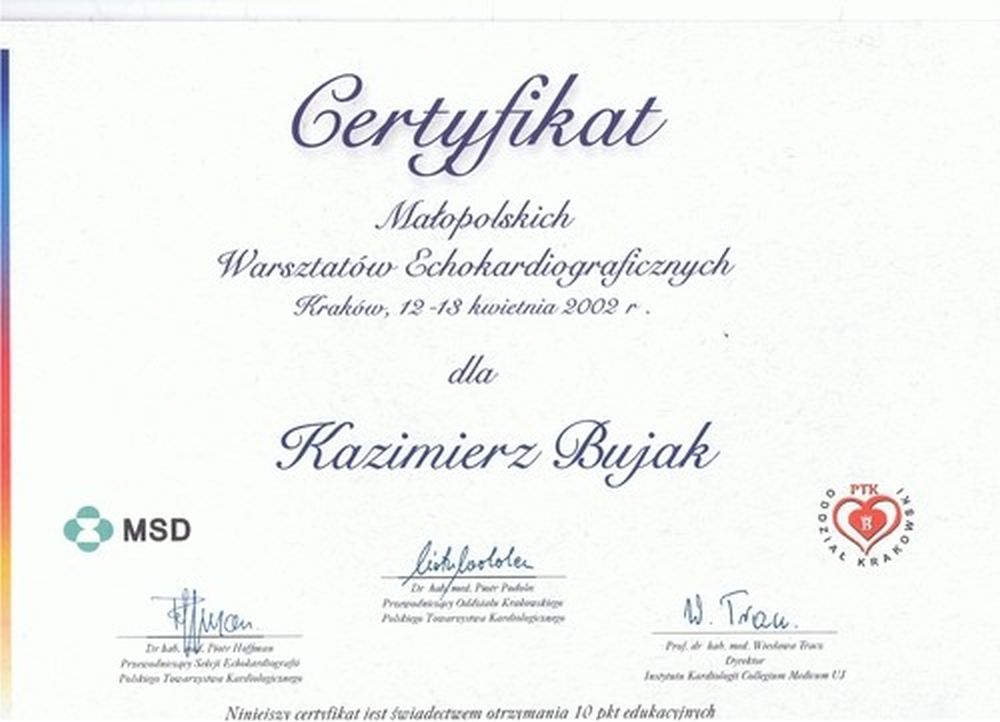 Certyfikat
Małopolskich
Warsztatów Echokardiograficznych
Kraków, 12-13 kwietnia 2002 r.
dla
Kazimierz Bujak
MSD
PTK
ODDZIAŁ KRAKOWSKI
Dr hab. med. Piotr Podolec
Przewodniczący Oddziału Krakowskiego
Polskiego Towarzystwa Kardiologicznego
Dr hab. med. Piotr Hoffman
Przewodniczący Sekcji Echokardiografii
Polskiego Towarzystwa Kardiologicznego
W. Trac
Prof. dr hab. med. Wiesława Tracz
Dyrektor
Instytutu Kardiologii Collegium Medicum UJ
Niniejszy certyfikat jest świadectwem otrzymania 10 pkt edukacyjnych